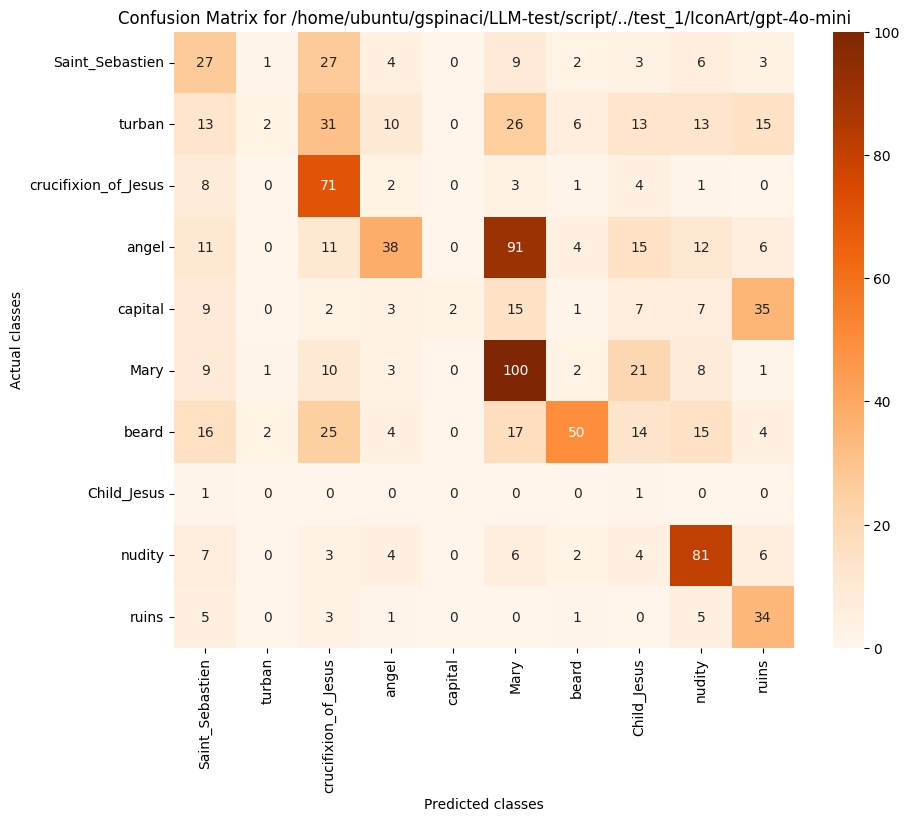 Confusion Matrix for /home/ubuntu/gspinaci/LLM-test/script/../test_1/IconArt/gpt-4o-mini
Saint_Sebastien 27 1 27 4 0 9 2 3 6 3
turban 13 2 31 10 0 26 6 13 13 15
crucifixion_of_Jesus 8 0 71 2 0 3 1 4 1 0
angel 11 0 11 38 0 91 4 15 12 6
capital 9 0 2 3 2 15 1 7 7 35
Mary 9 1 10 3 0 100 2 21 8 1
beard 16 2 25 4 0 17 50 14 15 4
Child_Jesus 1 0 0 0 0 0 0 1 0 0
nudity 7 0 3 4 0 6 2 4 81 6
ruins 5 0 3 1 0 0 1 0 5 34
Saint_Sebastien turban crucifixion_of_Jesus angel capital Mary beard Child_Jesus nudity ruins
Predicted classes
Actual classes
100
80
60
40
20
0